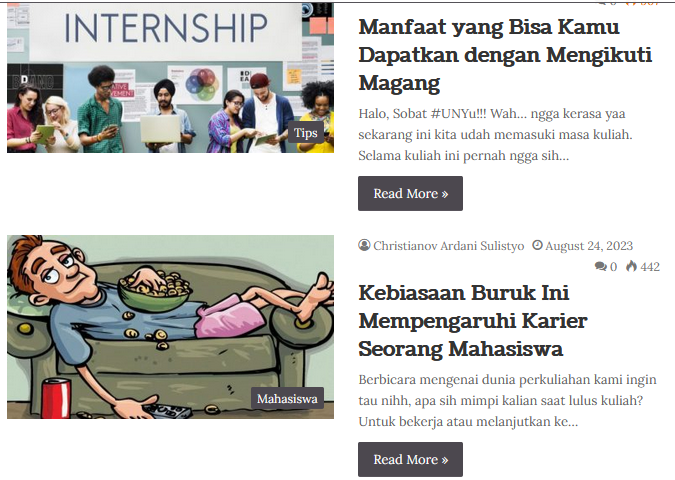 INTERNSHIP
Tips
Manfaat yang Bisa Kamu
Dapatkan dengan Mengikuti
Magang
Halo, Sobat #UNYu!!! Wah… ngga kerasa yaa
sekarang ini kita udah memasuki masa kuliah.
Selama kuliah ini pernah ngga sih…
Read More »
Mahasiswa
Christianov Ardani Sulistyo August 24, 2023
0 442
Kebiasaan Buruk Ini
Mempengaruhi Karier
Seorang Mahasiswa
Berbicara mengenai dunia perkuliahan kami ingin
tau nihh, apa sih mimpi kalian saat lulus kuliah?
Untuk bekerja atau melanjutkan ke…
Read More »